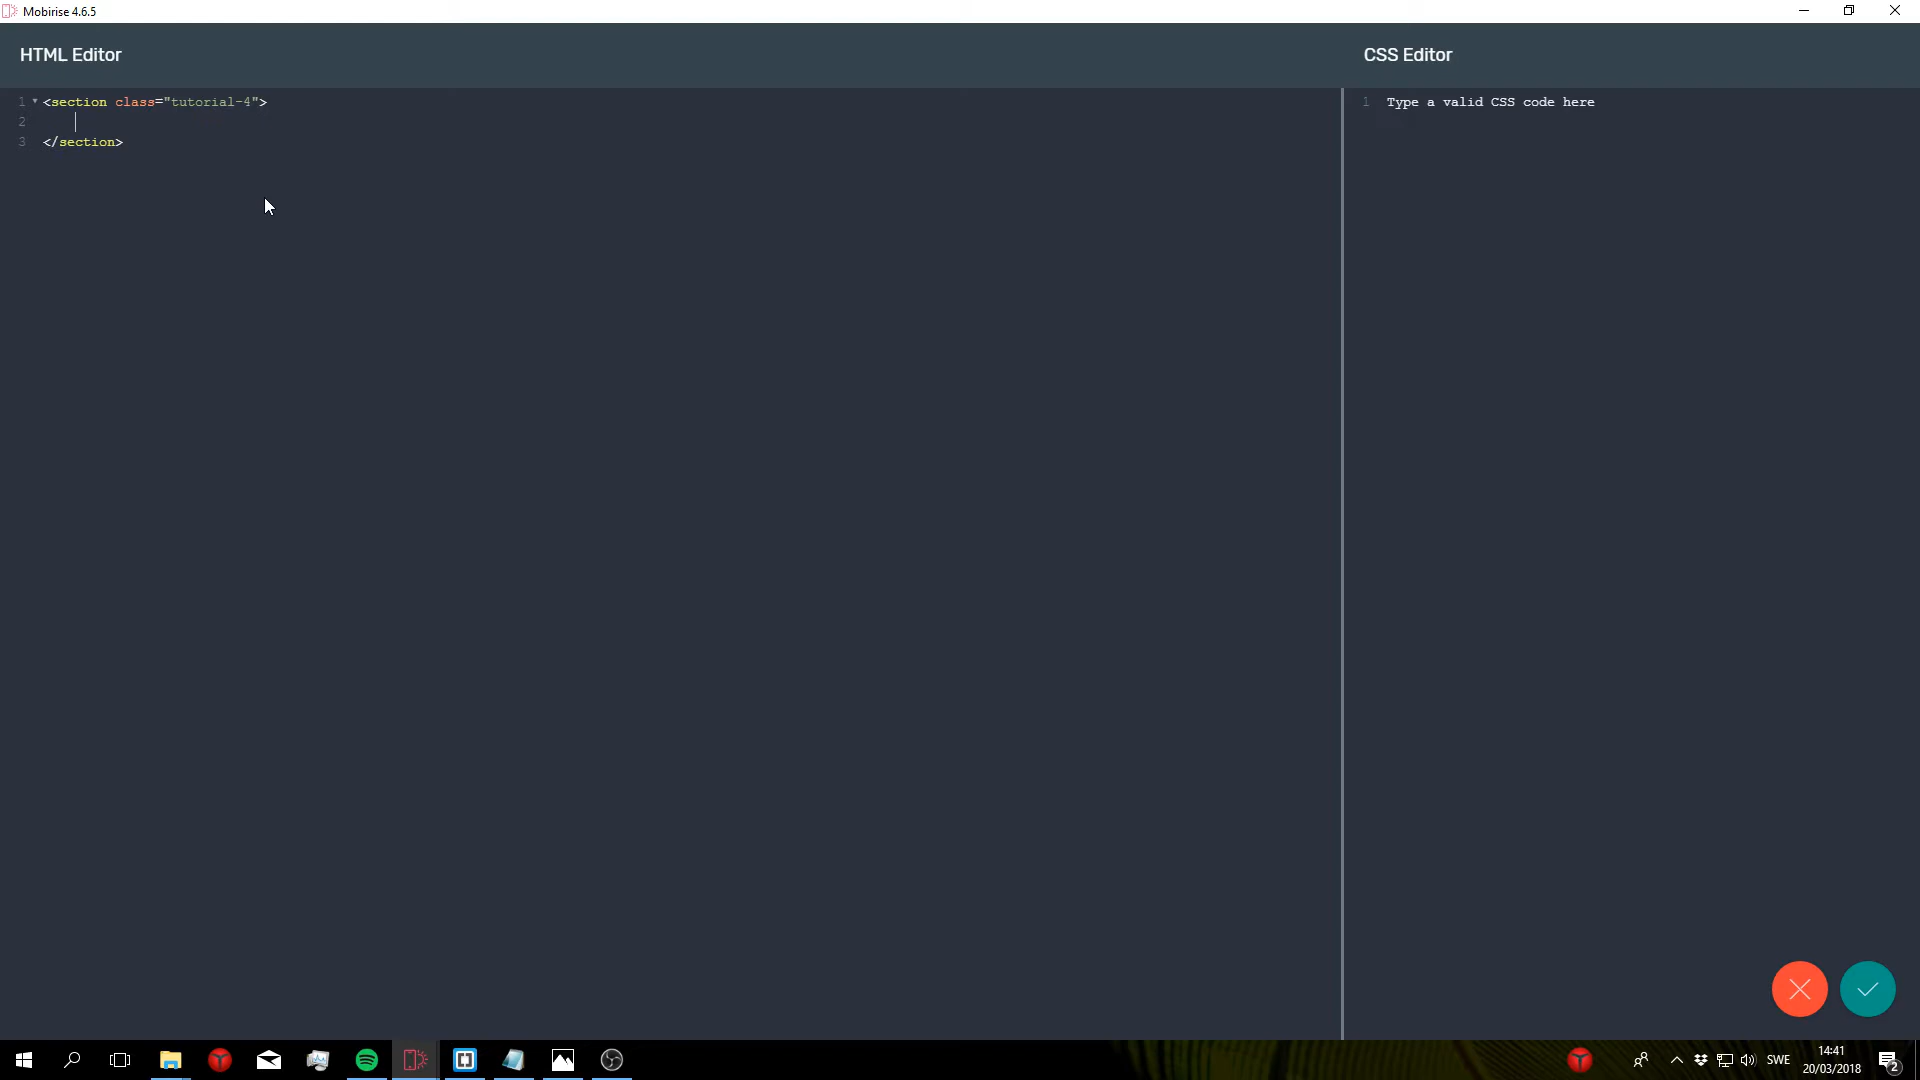 Mobirise 4.6.5
HTML Editor
CSS Editor
1 <section class="tutorial-4">
2
3 </section>
1 Type a valid CSS code here
SWE
14:41
20/03/2018
2